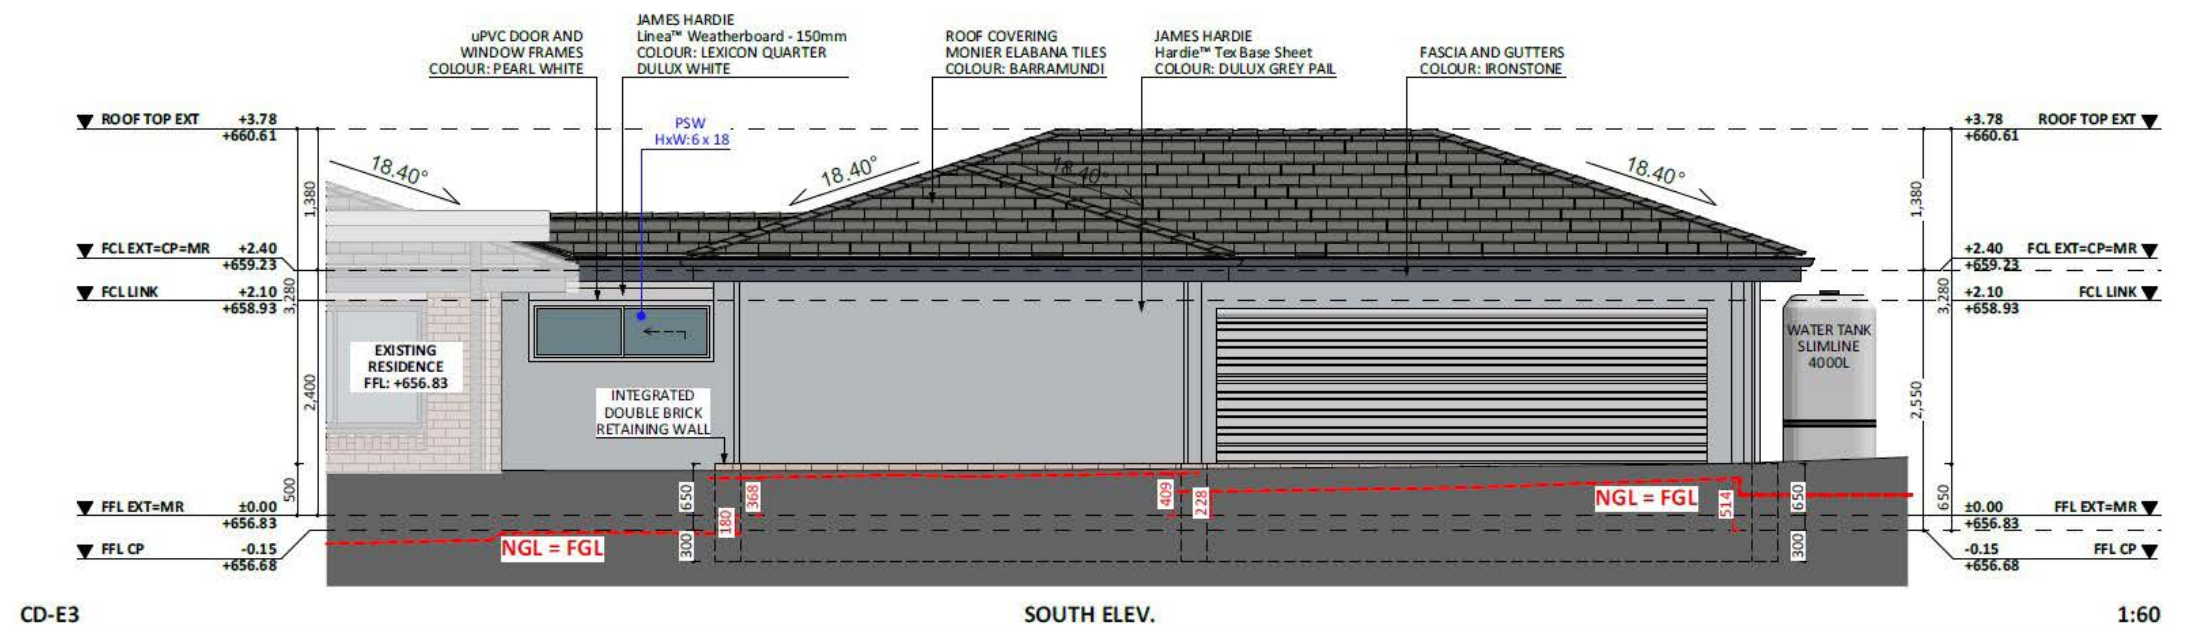 uPVC DOOR AND
WINDOW FRAMES
COLOUR: PEARL WHITE
JAMES HARDIE
Linea™ Weatherboard - 150mm
COLOUR: LEXICON QUARTER
DULUX WHITE
ROOF COVERING
MONIER ELABANA TILES
COLOUR: BARRAMUNDI
JAMES HARDIE
Hardie™ Tex Base Sheet
COLOUR: DULUX GREY PAIL
FASCIA AND GUTTERS
COLOUR: IRONSTONE
PSW
HxW: 6 x 18
ROOF TOP EXT +3.78
+660.61
FCL EXT=CP=MR +2.40
+659.23
FCL LINK +2.10
+658.93
FFL EXT=MR ±0.00
+656.83
FFL CP -0.15
+656.68
1,380
3,280
2,400
500
18.40°
18.40°
18.40°
18.40°
EXISTING
RESIDENCE
FFL: +656.83
INTEGRATED
DOUBLE BRICK
RETAINING WALL
WATER TANK
SLIMLINE
4000L
650
300
180
368
409
228
514
650
300
NGL = FGL
NGL = FGL
+3.78 ROOF TOP EXT
+660.61
+2.40 FCL EXT=CP=MR
+659.23
+2.10 FCL LINK
+658.93
±0.00 FFL EXT=MR
+656.83
-0.15 FFL CP
+656.68
1,380
3,280
2,550
650
CD-E3
SOUTH ELEV.
1:60